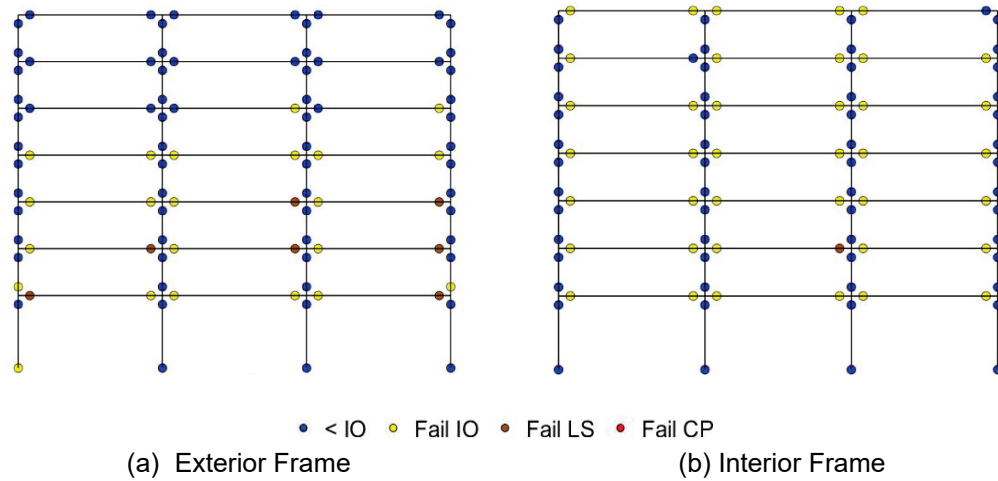 < IO Fail IO Fail LS Fail CP
(a) Exterior Frame (b) Interior Frame